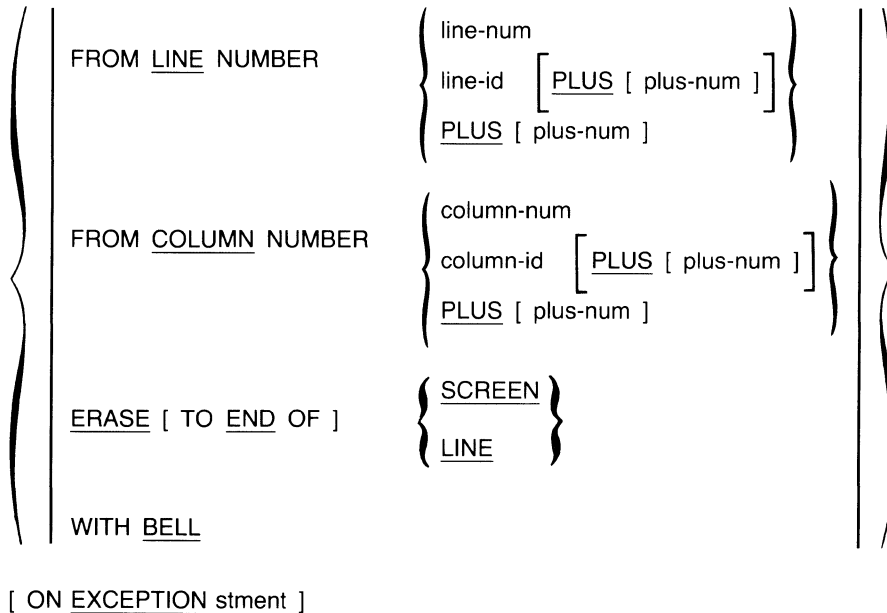 FROM LINE NUMBER
line-num
line-id [ PLUS [ plus-num ] ]
PLUS [ plus-num ]
FROM COLUMN NUMBER
column-num
column-id [ PLUS [ plus-num ] ]
PLUS [ plus-num ]
ERASE [ TO END OF ]
SCREEN
LINE
WITH BELL
[ ON EXCEPTION stment ]